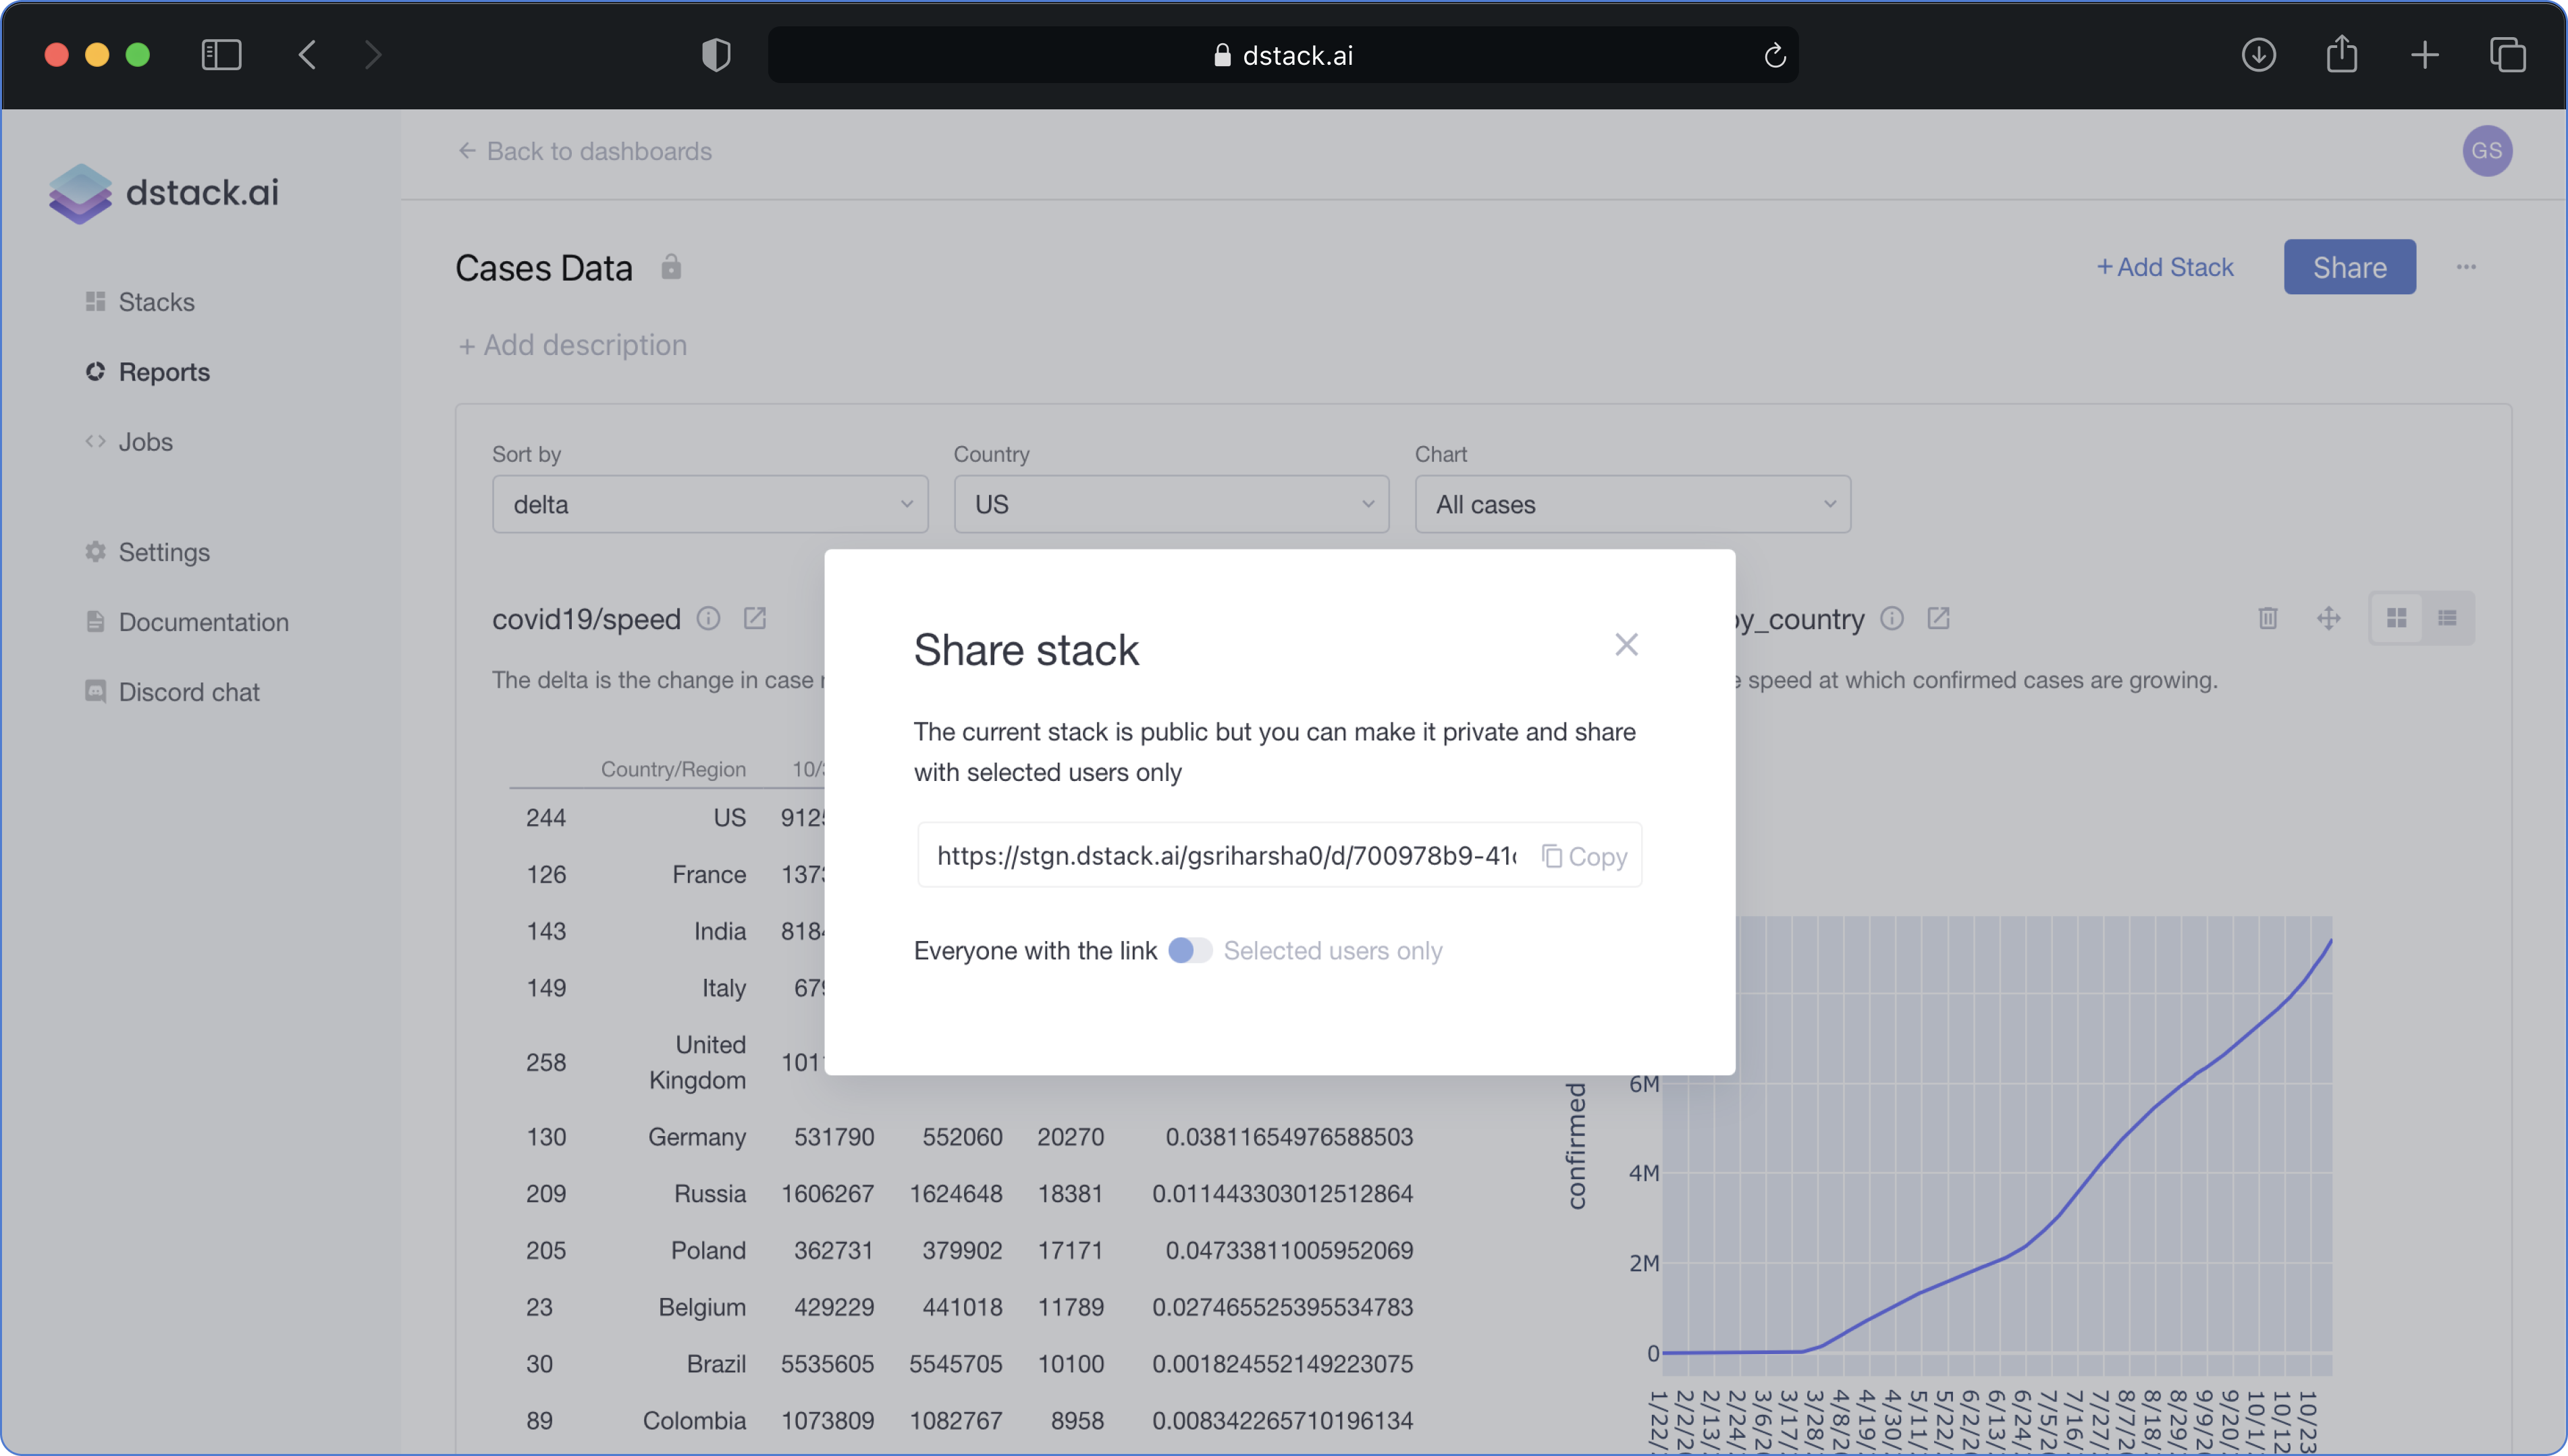 dstack.ai
dstack.ai
Stacks
Reports
Jobs
Settings
Documentation
Discord chat
Back to dashboards
GS
Cases Data
+ Add Stack
Share
+ Add description
Sort by
Country
Chart
delta
US
All cases
covid19/speed
y_country
The delta is the change in case
speed at which confirmed cases are growing.
Share stack
The current stack is public but you can make it private and share
with selected users only
https://stgn.dstack.ai/gsriharsha0/d/700978b9-41
Copy
Everyone with the link
Selected users only
Country/Region 10/
244 US 912
126 France 137
143 India 818
149 Italy 67
258 United Kingdom 101
130 Germany 531790 552060 20270 0.03811654976588503
209 Russia 1606267 1624648 18381 0.011443303012512864
205 Poland 362731 379902 17171 0.04733811005952069
23 Belgium 429229 441018 11789 0.027465525395534783
30 Brazil 5535605 5545705 10100 0.001824552149223075
89 Colombia 1073809 1082767 8958 0.008342265710196134
confirmed
6M
4M
2M
0
1/22/
2/2/2
2/13/
2/24/
3/6/2
3/17/
3/28/
4/8/2
4/19/
4/30/
5/11/
5/22/
6/2/2
6/13/
6/24/
7/5/2
7/16/
7/27/
8/7/2
8/18/
8/29/
9/9/2
9/20/
10/1/
10/12
10/23